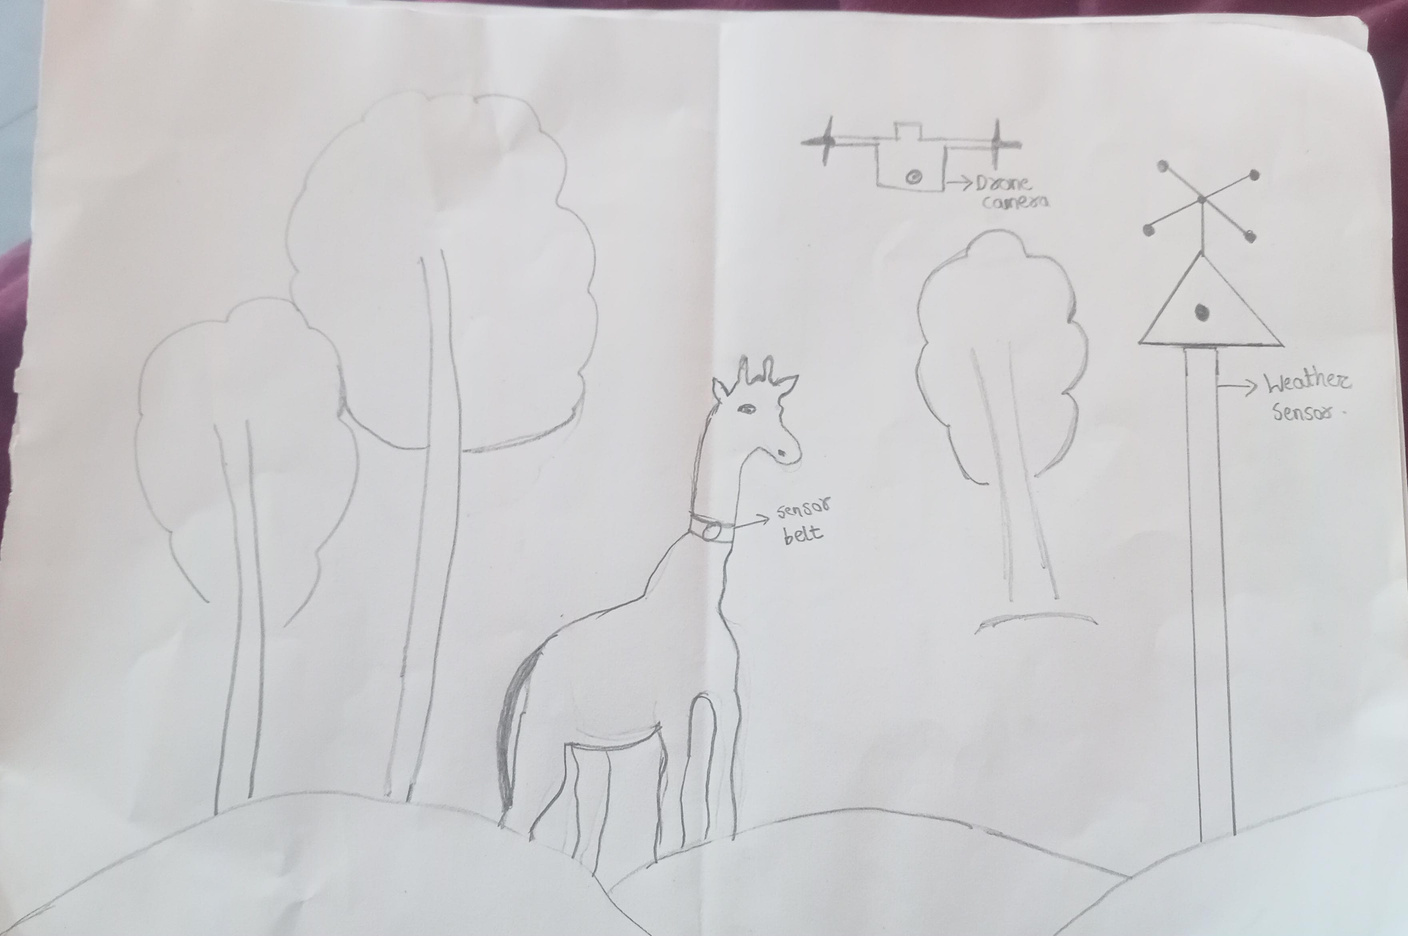 Drone
camera
Weather
Sensor.
sensor
belt